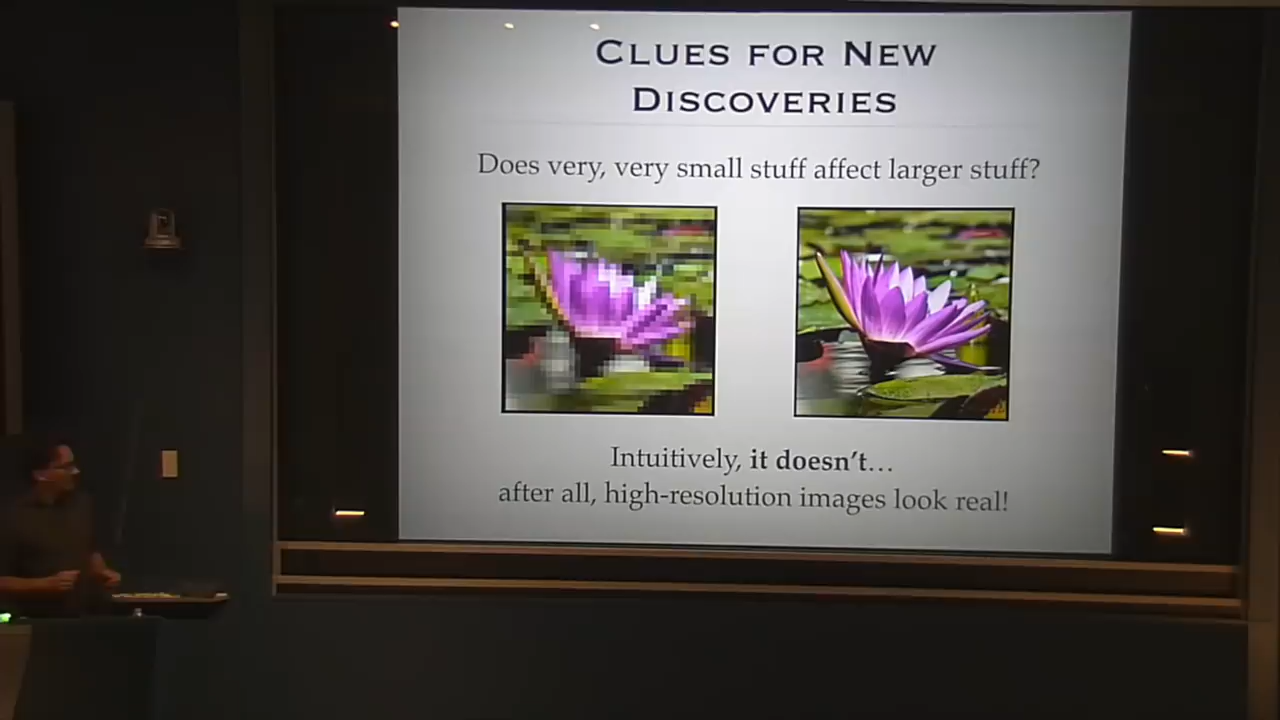 CLUES FOR NEW
DISCOVERIES
Does very, very small stuff affect larger stuff?
Intuitively, it doesn't...
after all, high-resolution images look real!